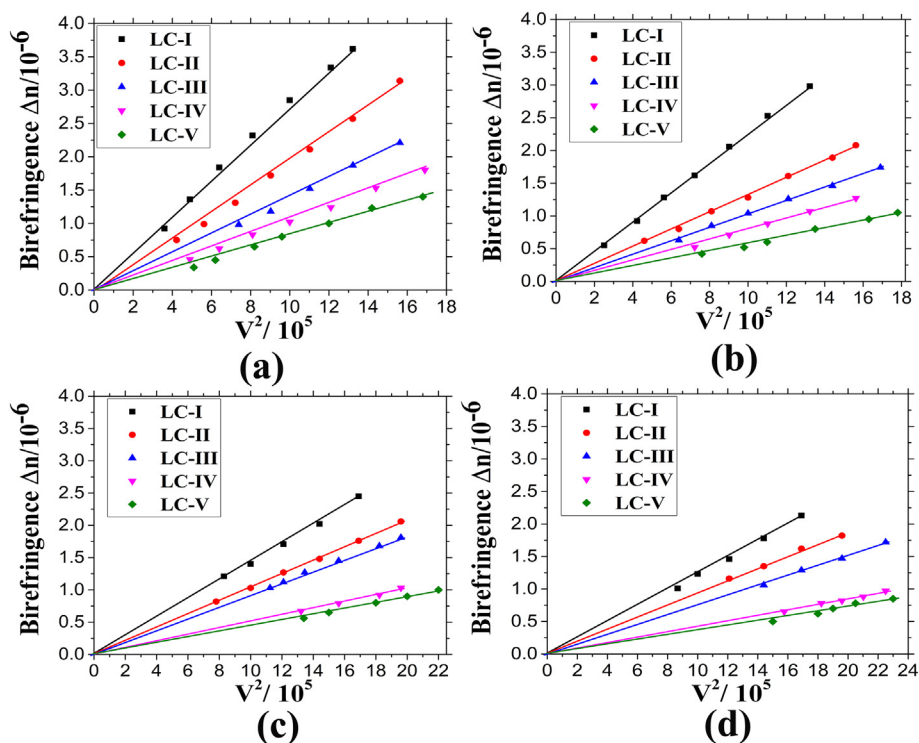 Birefringence Δn/10⁻⁶
4.0
3.5
3.0
2.5
2.0
1.5
1.0
0.5
0.0
LC-I
LC-II
LC-III
LC-IV
LC-V
0 2 4 6 8 10 12 14 16 18
V²/ 10⁵
(a)
Birefringence Δn/10⁻⁶
4.0
3.5
3.0
2.5
2.0
1.5
1.0
0.5
0.0
LC-I
LC-II
LC-III
LC-IV
LC-V
0 2 4 6 8 10 12 14 16 18
V²/ 10⁵
(b)
Birefringence Δn/10⁻⁶
4.0
3.5
3.0
2.5
2.0
1.5
1.0
0.5
0.0
LC-I
LC-II
LC-III
LC-IV
LC-V
0 2 4 6 8 10 12 14 16 18 20 22
V²/ 10⁵
(c)
Birefringence Δn/10⁻⁶
4.0
3.5
3.0
2.5
2.0
1.5
1.0
0.5
0.0
LC-I
LC-II
LC-III
LC-IV
LC-V
0 2 4 6 8 10 12 14 16 18 20 22 24
V²/ 10⁵
(d)